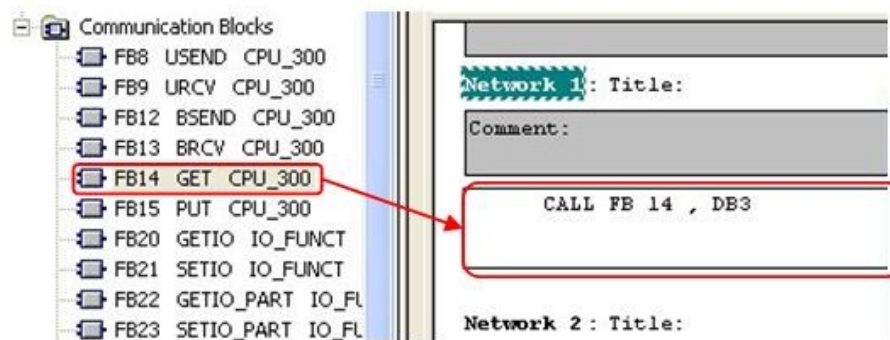 Communication Blocks
FB8 USEND CPU_300
FB9 URCV CPU_300
FB12 BSEND CPU_300
FB13 BRCV CPU_300
FB14 GET CPU_300
FB15 PUT CPU_300
FB20 GETIO IO_FUNCT
FB21 SETIO IO_FUNCT
FB22 GETIO_PART IO_FU
FB23 SETIO_PART IO_FU
Network 1: Title:
Comment:
CALL FB 14 , DB3
Network 2: Title: